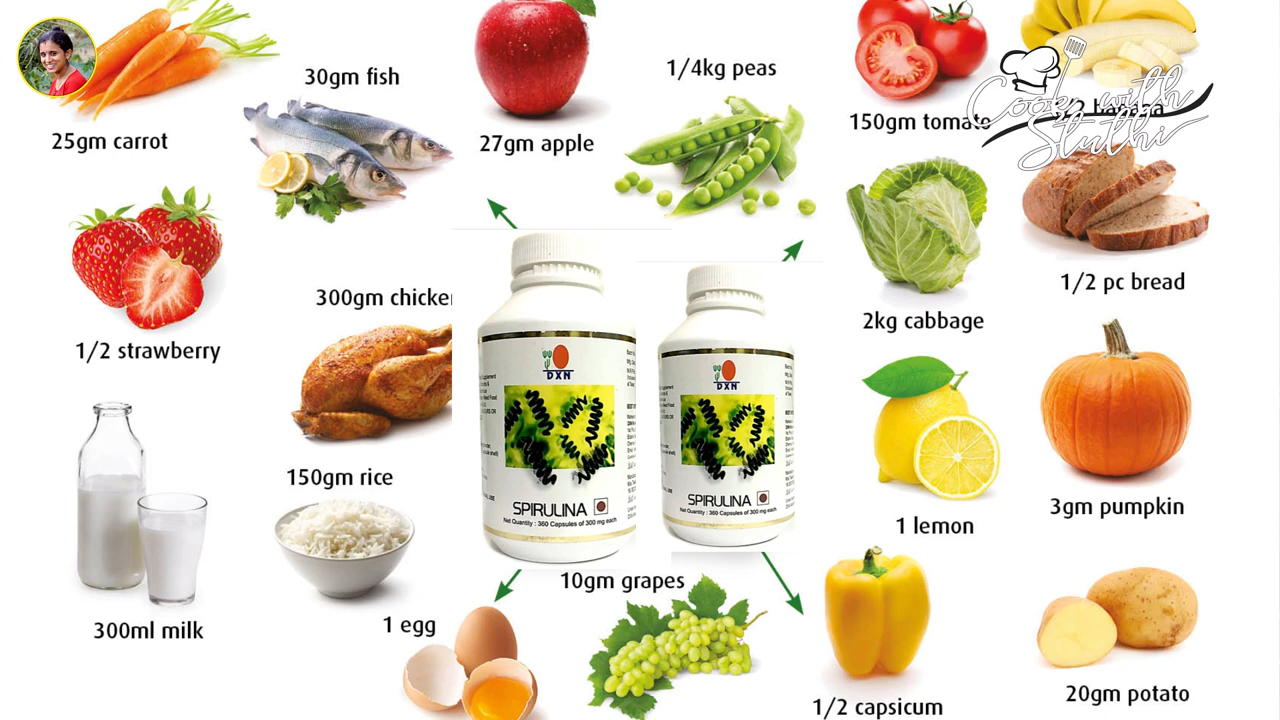 30gm fish
1/4kg peas
25gm carrot
27gm apple
150gm tomato
Cook with
Stuthi
1/2 pc bread
300gm chicken
2kg cabbage
1/2 strawberry
DXN
DXN
150gm rice
SPIRULINA
Net Quantity : 360 Capsules of 300 mg each
SPIRULINA
Net Quantity : 360 Capsules of 300 mg each
3gm pumpkin
1 lemon
10gm grapes
300ml milk
1 egg
20gm potato
1/2 capsicum